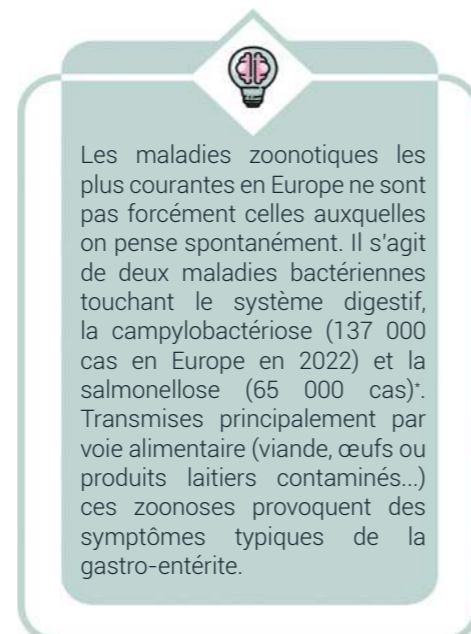 Les maladies zoonotiques les
plus courantes en Europe ne sont
pas forcément celles auxquelles
on pense spontanément. Il s'agit
de deux maladies bactériennes
touchant le système digestif,
la campylobactériose (137 000
cas en Europe en 2022) et la
salmonellose (65 000 cas)*.
Transmises principalement par
voie alimentaire (viande, œufs ou
produits laitiers contaminés...)
ces zoonoses provoquent des
symptômes typiques de la
gastro-entérite.